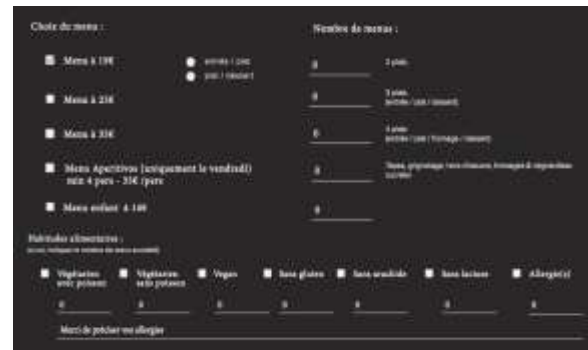 Choix du menu :
Nombre de menus :
Menu à 19€
entrée / plat
plat / dessert
0
2 plats
Menu à 25€
0
3 plats
(entrée / plat / dessert)
Menu à 35€
0
4 plats
(entrée / plat / fromage / dessert)
Menu Aperitivos (uniquement le vendredi)
min 4 pers - 35€ /pers
0
Menu enfant à 16€
0
Habitudes alimentaires :
Végétarien avec poisson
Végétarien sans poisson
Vegan
Sans gluten
Sans arachide
Sans lactose
Allergie(s)
0 0 0 0 0 0 0
Merci de préciser vos allergies